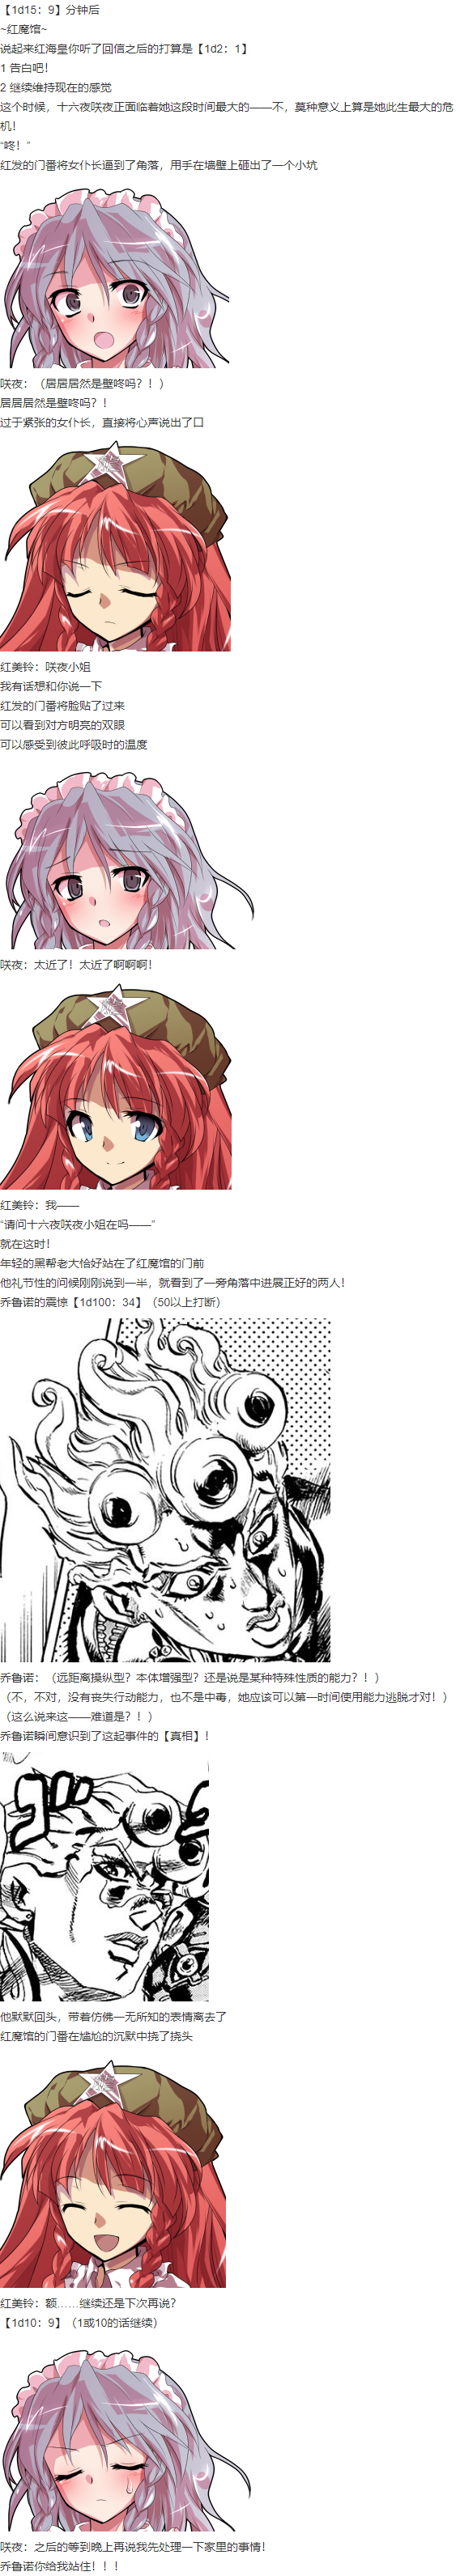 【1d15：9】分钟后
~红魔馆~
说起来红海皇你听了回信之后的打算是【1d2：1】
1 告白吧！
2 继续维持现在的感觉
这个时候，十六夜咲夜正面临着她这段时间最大的——不，莫种意义上算是她此生最大的危
机！
“咚！”
红发的门番将女仆长逼到了角落，用手在墙壁上砸出了一个小坑
咲夜：（居居居然是壁咚吗？！）
居居居然是壁咚吗？！
过于紧张的女仆长，直接将心声说出了口
红美铃：咲夜小姐
我有话想和你说一下
红发的门番将脸贴了过来
可以看到对方明亮的双眼
可以感受到彼此呼吸时的温度
咲夜：太近了！太近了啊啊啊！
红美铃：我——
“请问十六夜咲夜小姐在吗——”
就在这时！
年轻的黑帮老大恰好站在了红魔馆的门前
他礼节性的问候刚刚说到一半，就看到了一旁角落中进展正好的两人！
乔鲁诺的震惊【1d100：34】（50以上打断）
乔鲁诺：（远距离操纵型？本体增强型？还是说是某种特殊性质的能力？！）
（不，不对，没有丧失行动能力，也不是中毒，她应该可以第一时间使用能力逃脱才对！）
（这么说来这——难道是？！）
乔鲁诺瞬间意识到了这起事件的【真相】！
他默默回头，带着仿佛一无所知的表情离去了
红魔馆的门番在尴尬的沉默中挠了挠头
红美铃：额……继续还是下次再说？
【1d10：9】（1或10的话继续）
咲夜：之后的等到晚上再说我先处理一下家里的事情！
乔鲁诺你给我站住！！！